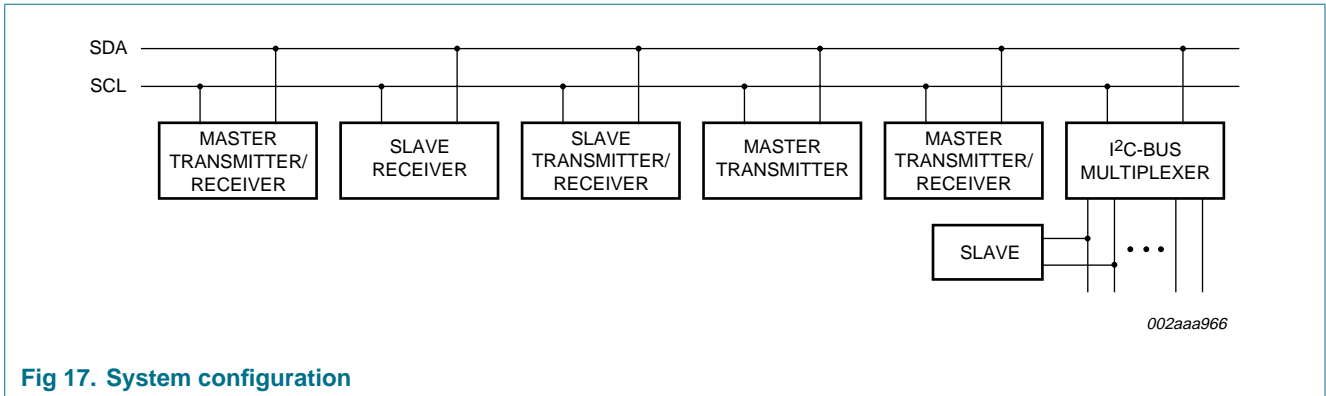 SDA
SCL
MASTER
TRANSMITTER/
RECEIVER
SLAVE
RECEIVER
SLAVE
TRANSMITTER/
RECEIVER
MASTER
TRANSMITTER
MASTER
TRANSMITTER/
RECEIVER
I²C-BUS
MULTIPLEXER
SLAVE
002aaa966
Fig 17. System configuration